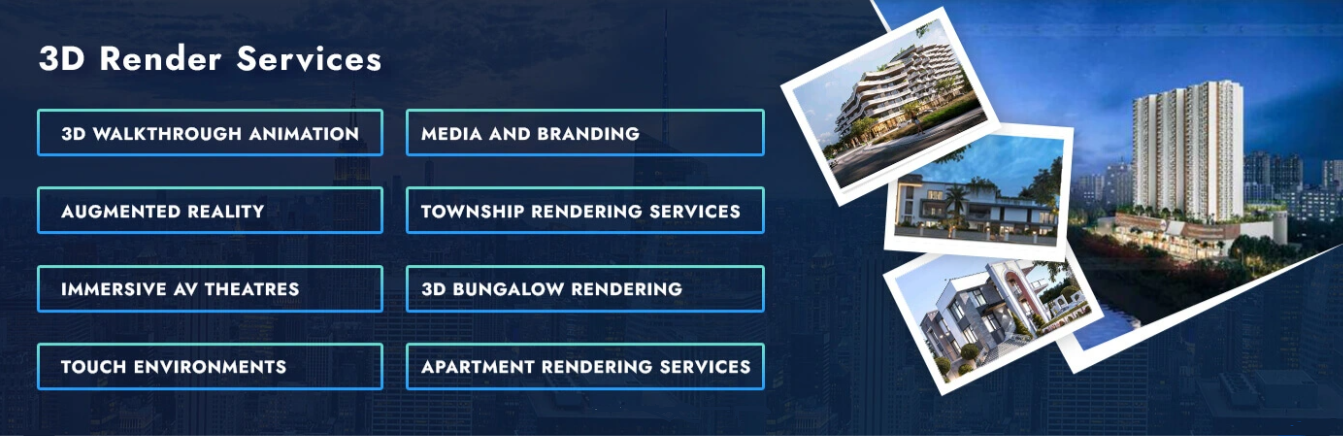 3D Render Services
3D WALKTHROUGH ANIMATION
MEDIA AND BRANDING
AUGMENTED REALITY
TOWNSHIP RENDERING SERVICES
IMMERSIVE AV THEATRES
3D BUNGALOW RENDERING
TOUCH ENVIRONMENTS
APARTMENT RENDERING SERVICES